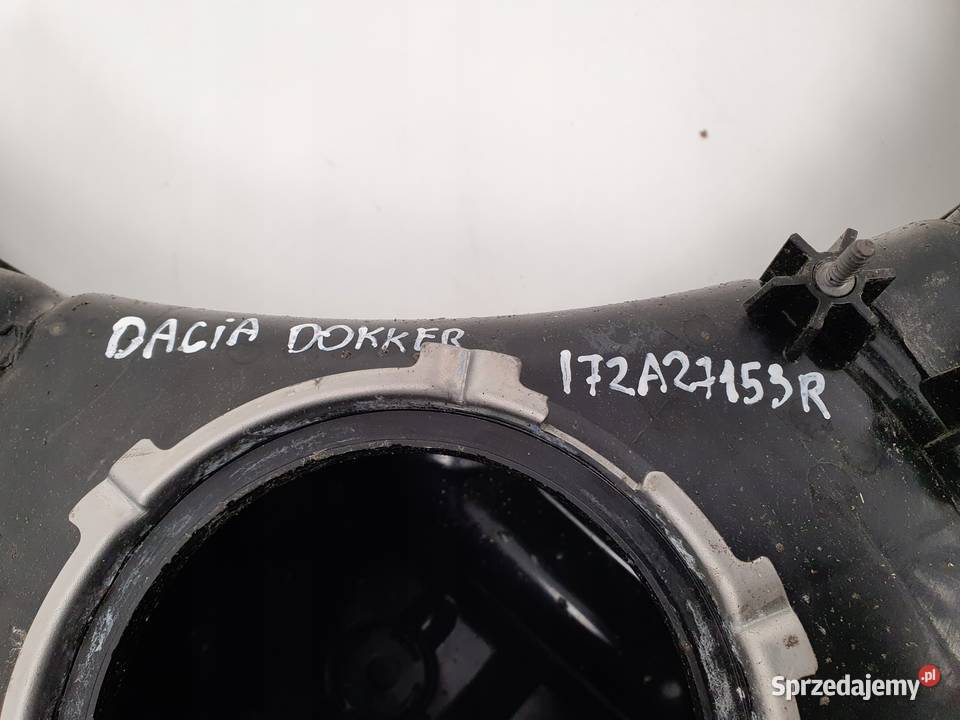 DACiA DOKKER
172A27153R
Sprzedajemy.pl